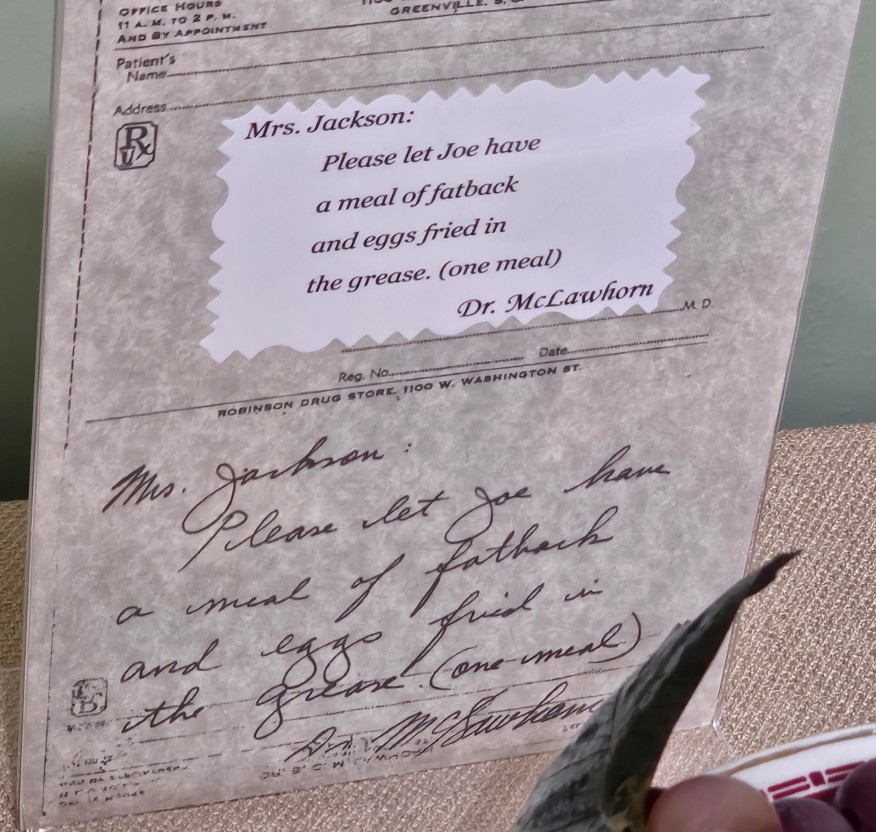 OFFICE HOURS
11 A. M. TO 2 P. M.
AND BY APPOINTMENT
GREENVILLE, S. C.
Patient's
Name
Address
Rx
Mrs. Jackson:
Please let Joe have
a meal of fatback
and eggs fried in
the grease. (one meal)
Dr. McLawhorn
M. D.
Reg. No. Date
ROBINSON DRUG STORE, 1100 W. WASHINGTON ST.
Mrs. Jackson:
Please let Joe have
a meal of fatback
and eggs fried in
the grease. (one meal)
Dr. McLawhorn